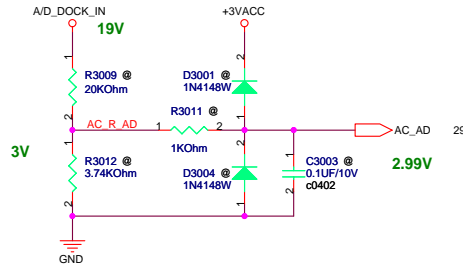 A/D_DOCK_IN
+3VACC
19V
1
2
R3009 @
20KOhm
D3001 @
1N4148W
2
1
R3011 @
AC_R_AD
1
2
1KOhm
AC_AD
29
3V
1
2
R3012 @
3.74KOhm
D3004 @
1N4148W
2
1
1
2
C3003 @
0.1UF/10V
c0402
2.99V
GND